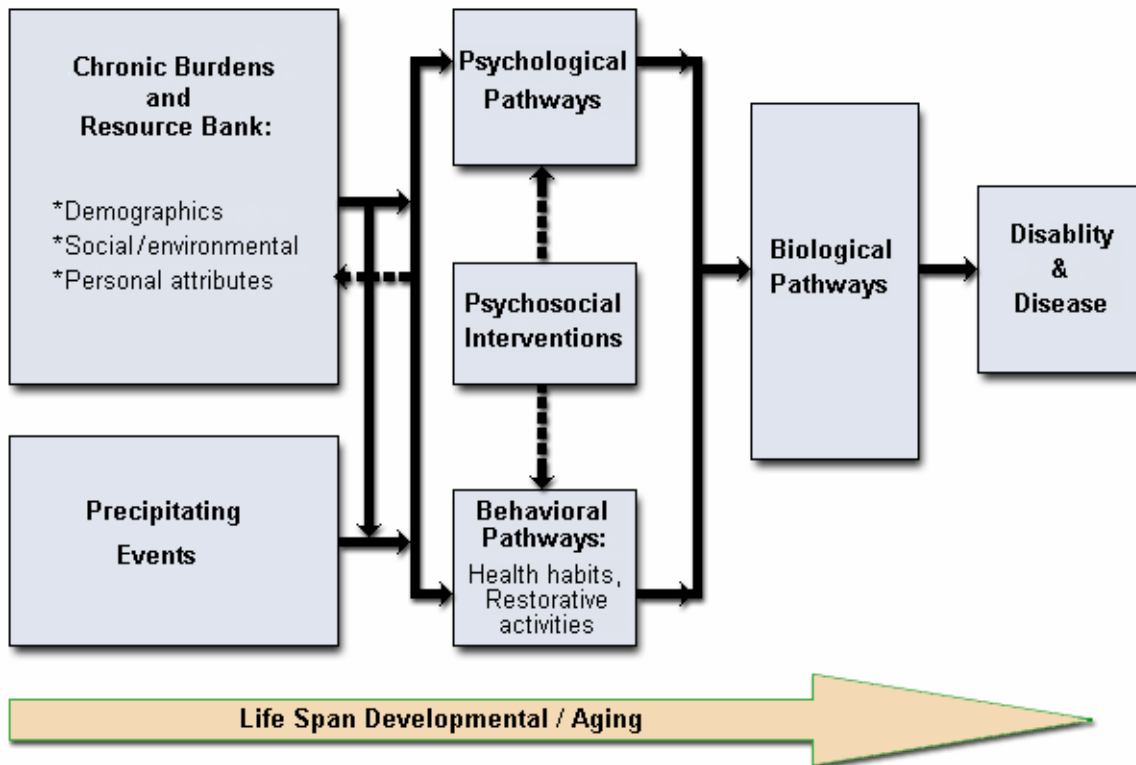 Chronic Burdens
and
Resource Bank:
*Demographics
*Social/environmental
*Personal attributes
Precipitating
Events
Psychological
Pathways
Psychosocial
Interventions
Behavioral
Pathways:
Health habits,
Restorative
activities
Biological
Pathways
Disablity
&
Disease
Life Span Developmental / Aging